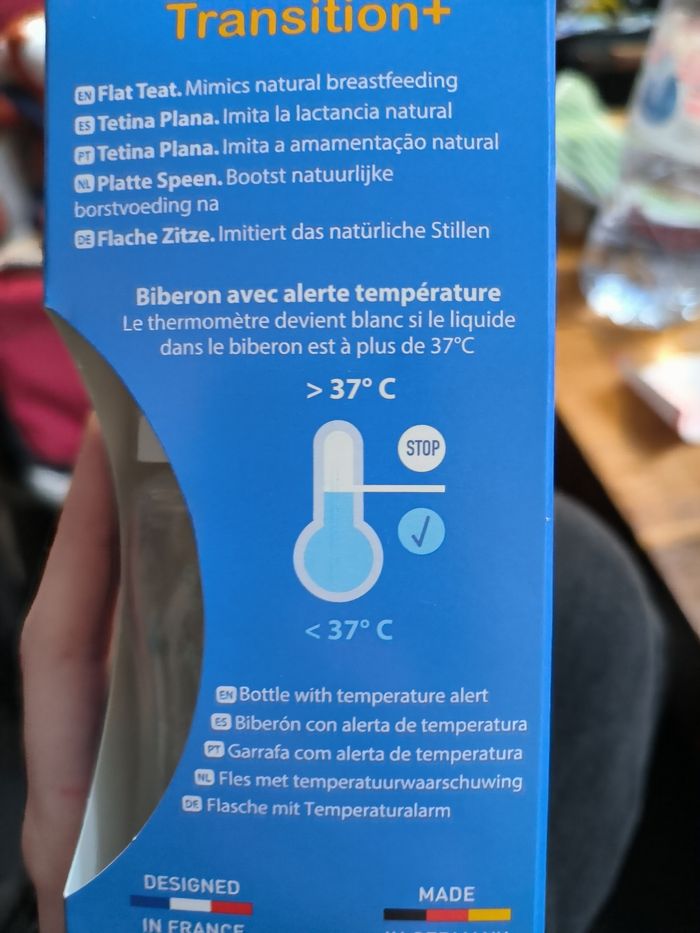 Transition+
EN Flat Teat. Mimics natural breastfeeding
ES Tetina Plana. Imita la lactancia natural
PT Tetina Plana. Imita a amamentação natural
NL Platte Speen. Bootst natuurlijke
borstvoeding na
DE Flache Zitze. Imitiert das natürliche Stillen
Biberon avec alerte température
Le thermomètre devient blanc si le liquide
dans le biberon est à plus de 37°C
> 37° C
STOP
< 37° C
EN Bottle with temperature alert
ES Biberón con alerta de temperatura
PT Garrafa com alerta de temperatura
NL Fles met temperatuurwaarschuwing
DE Flasche mit Temperaturalarm
DESIGNED
IN FRANCE
MADE